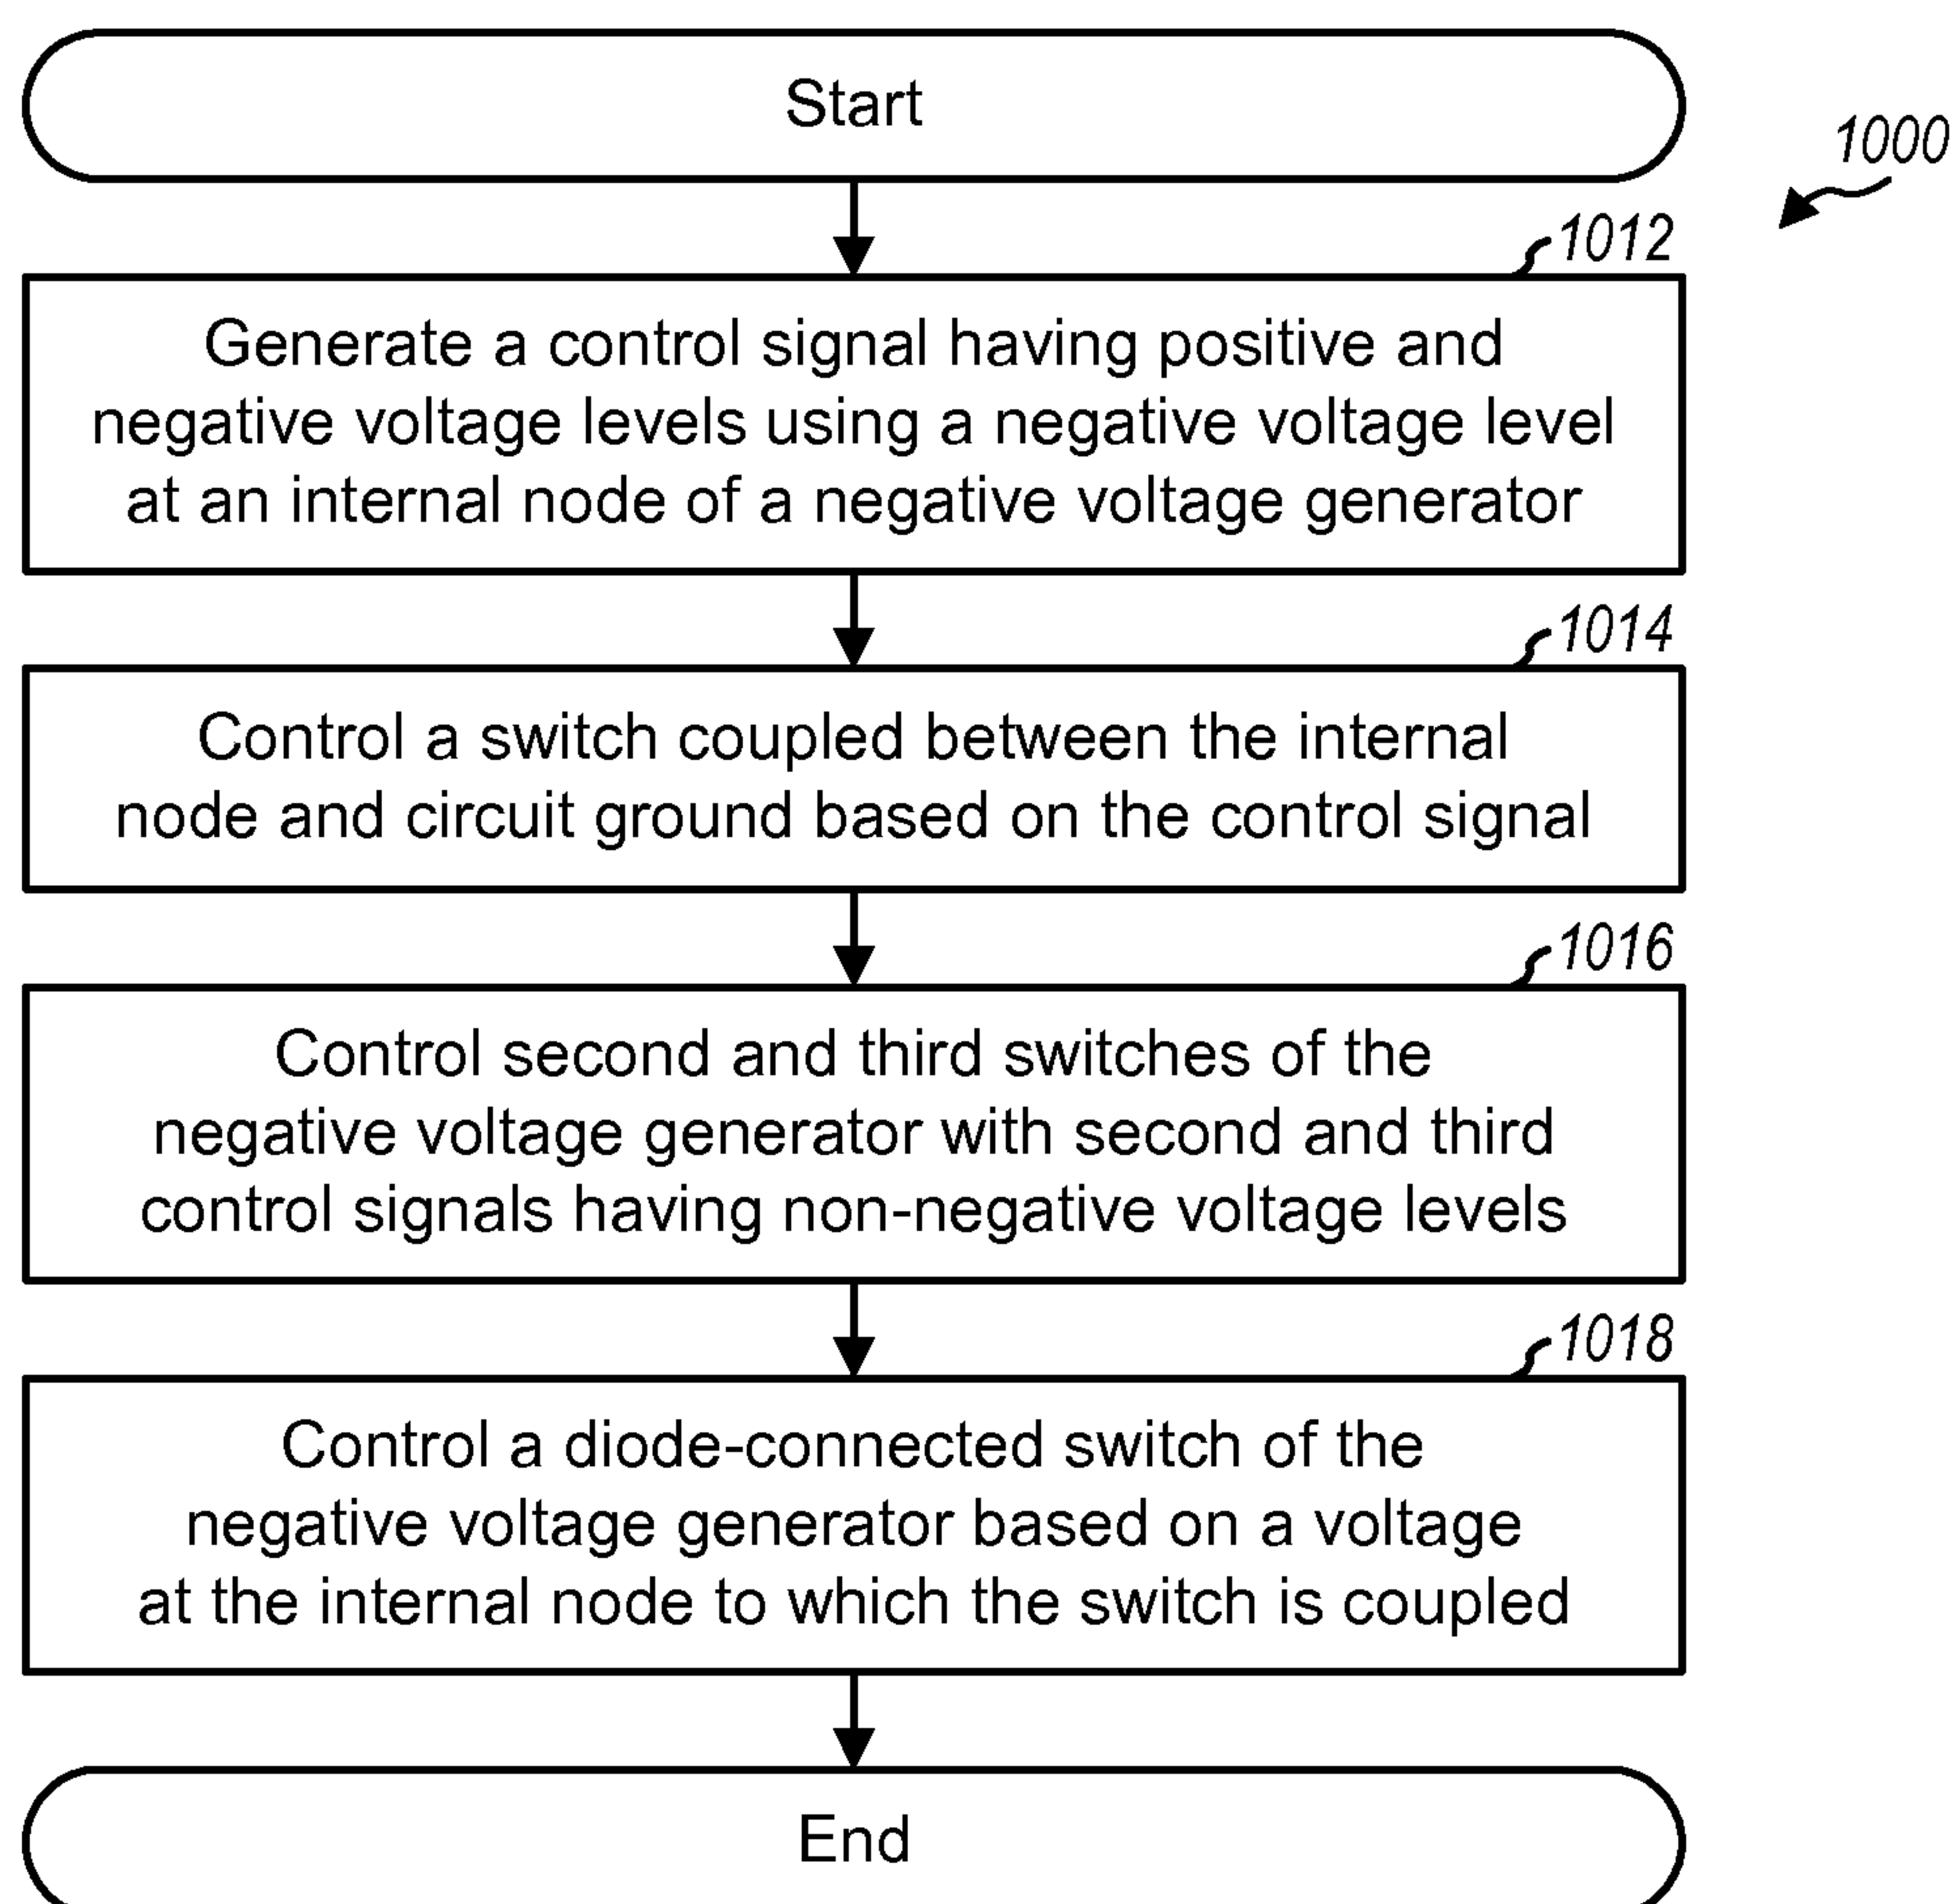 Start
1000
1012
Generate a control signal having positive and
negative voltage levels using a negative voltage level
at an internal node of a negative voltage generator
1014
Control a switch coupled between the internal
node and circuit ground based on the control signal
1016
Control second and third switches of the
negative voltage generator with second and third
control signals having non-negative voltage levels
1018
Control a diode-connected switch of the
negative voltage generator based on a voltage
at the internal node to which the switch is coupled
End